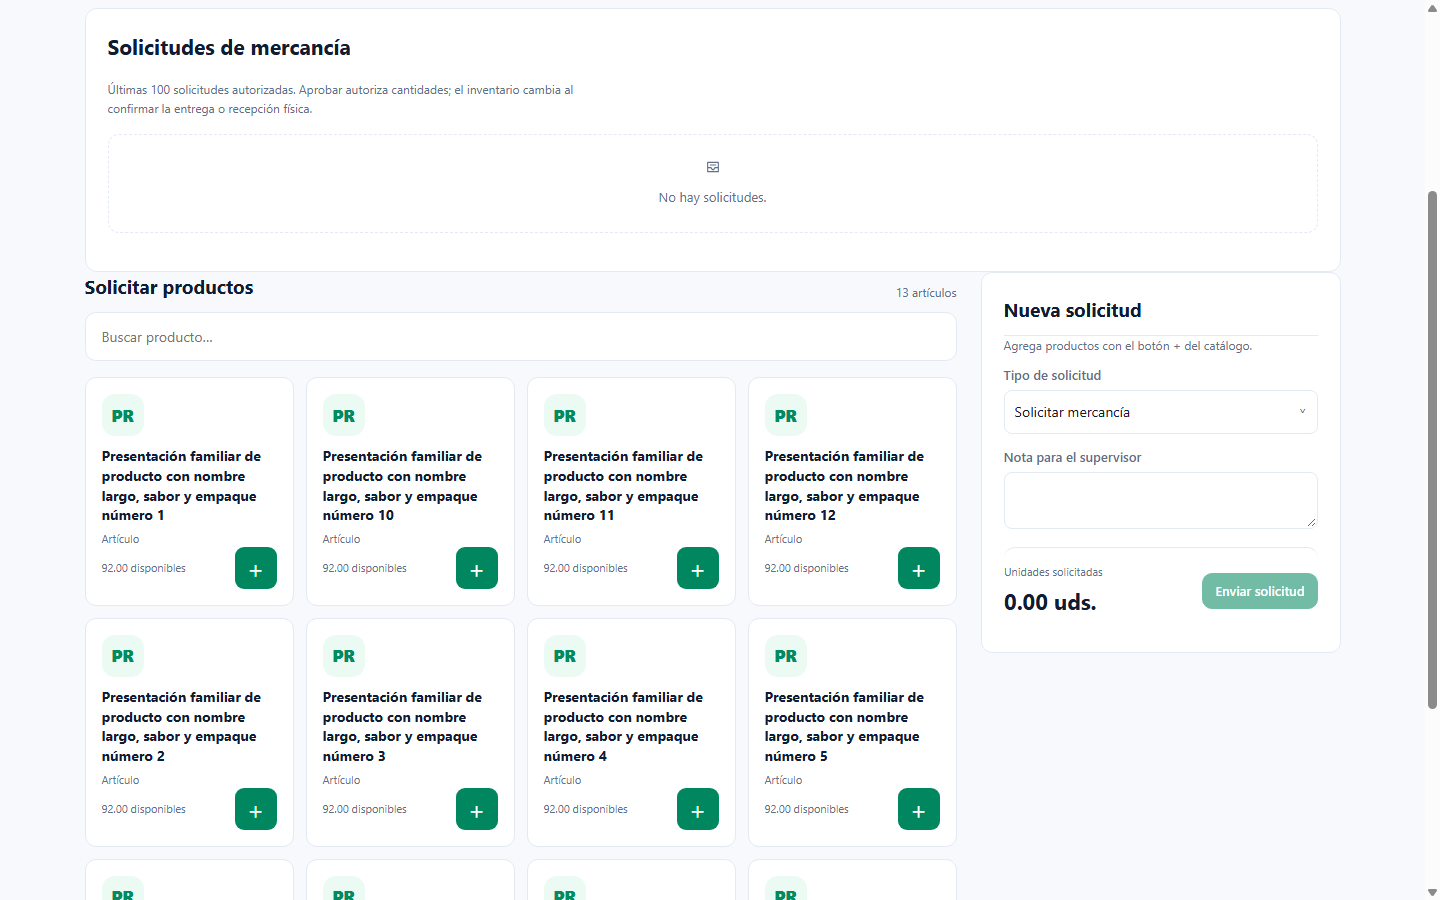 Solicitudes de mercancía
Últimas 100 solicitudes autorizadas. Aprobar autoriza cantidades; el inventario cambia al
confirmar la entrega o recepción física.
No hay solicitudes.
Solicitar productos
13 artículos
Buscar producto...
PR
Presentación familiar de
producto con nombre
largo, sabor y empaque
número 1
Artículo
92.00 disponibles
+
PR
Presentación familiar de
producto con nombre
largo, sabor y empaque
número 10
Artículo
92.00 disponibles
+
PR
Presentación familiar de
producto con nombre
largo, sabor y empaque
número 11
Artículo
92.00 disponibles
+
PR
Presentación familiar de
producto con nombre
largo, sabor y empaque
número 12
Artículo
92.00 disponibles
+
PR
Presentación familiar de
producto con nombre
largo, sabor y empaque
número 2
Artículo
92.00 disponibles
+
PR
Presentación familiar de
producto con nombre
largo, sabor y empaque
número 3
Artículo
92.00 disponibles
+
PR
Presentación familiar de
producto con nombre
largo, sabor y empaque
número 4
Artículo
92.00 disponibles
+
PR
Presentación familiar de
producto con nombre
largo, sabor y empaque
número 5
Artículo
92.00 disponibles
+
PR
PR
PR
PR
Nueva solicitud
Agrega productos con el botón + del catálogo.
Tipo de solicitud
Solicitar mercancía
Nota para el supervisor
Unidades solicitadas
0.00 uds.
Enviar solicitud